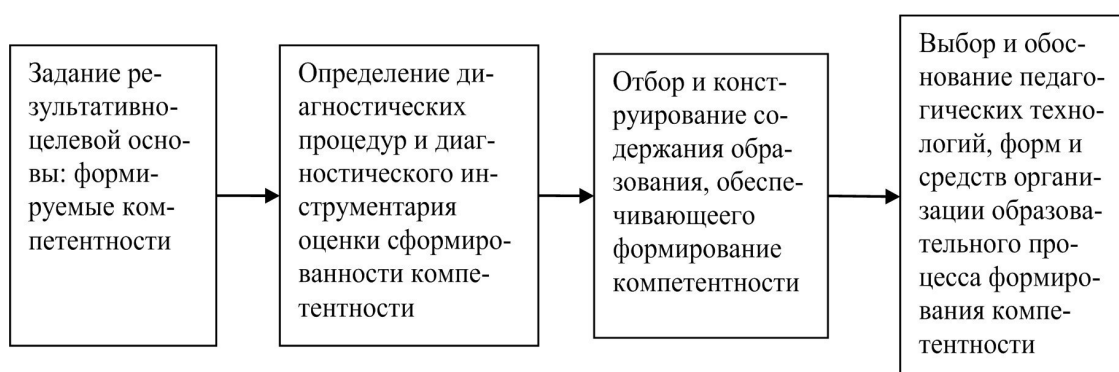 Задание ре-
зультативно-
целевой осно-
вы: форми-
руемые ком-
петентности
Определение ди-
агностических
процедур и диаг-
ностического ин-
струментария
оценки сформиро-
ванности компе-
тентности
Отбор и конст-
руирование со-
держания обра-
зования, обеспе-
чивающеего
формирование
компетентности
Выбор и обос-
нование педаго-
гических техно-
логий, форм и
средств органи-
зации образова-
тельного про-
цесса формиро-
вания компе-
тентности